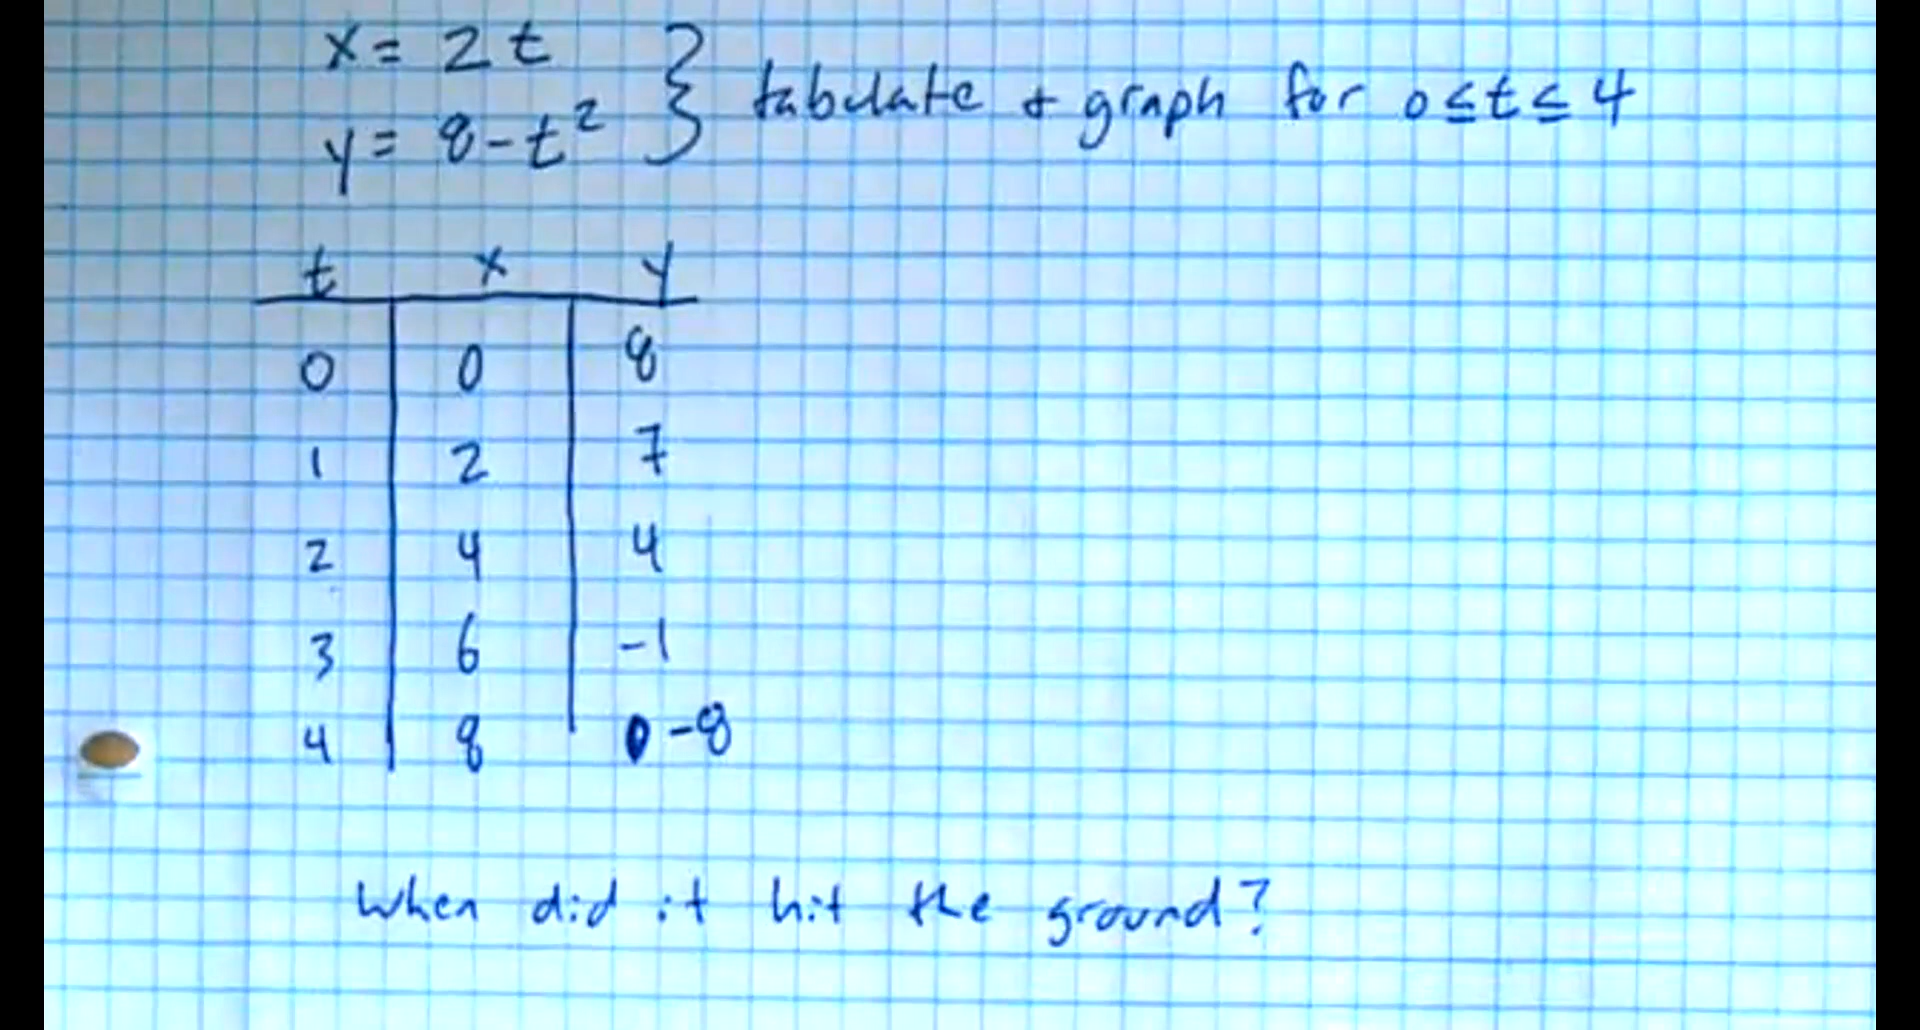 x = 2t
y = 8 - t² } tabulate + graph for 0 ≤ t ≤ 4
t x y
0 0 8
1 2 7
2 4 4
3 6 -1
4 8 -8
When did it hit the ground?